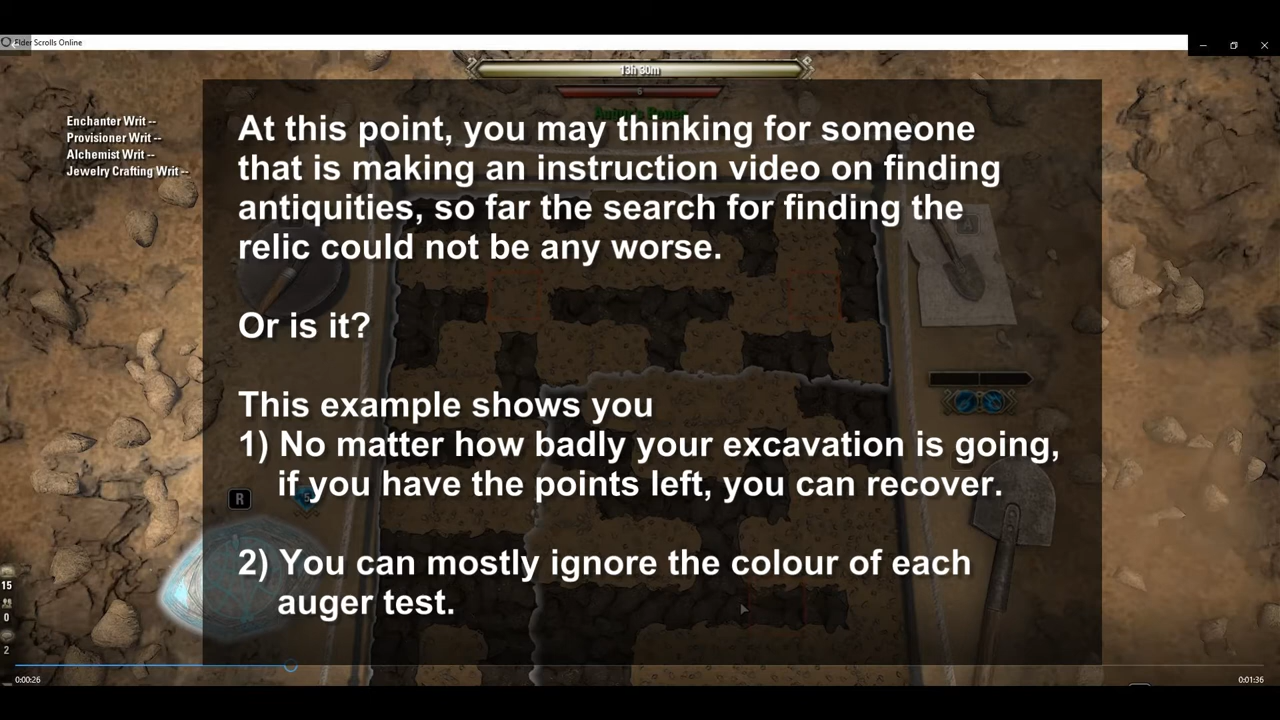 Elder Scrolls Online
13h 30m
6
Enchanter Writ --
Provisioner Writ --
Alchemist Writ --
Jewelry Crafting Writ --
At this point, you may thinking for someone
that is making an instruction video on finding
antiquities, so far the search for finding the
relic could not be any worse.
Or is it?
This example shows you
1) No matter how badly your excavation is going,
if you have the points left, you can recover.
2) You can mostly ignore the colour of each
auger test.
A
R
5
15
0
2
0:00:26
0:01:36